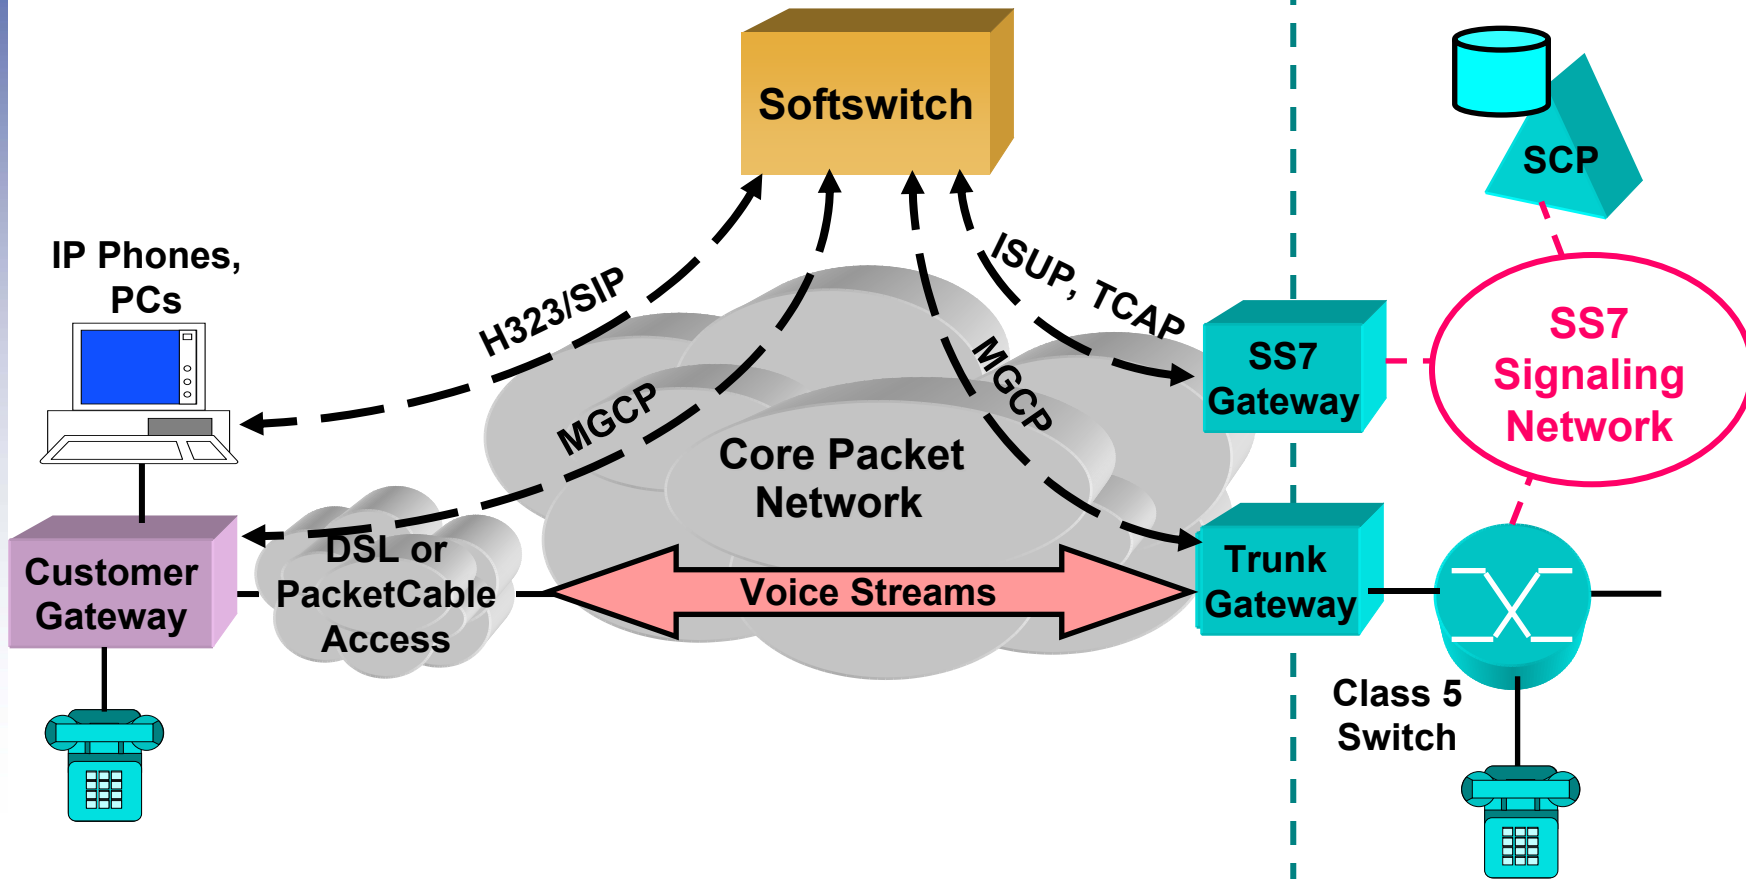 Softswitch
SCP
IP Phones,
PCs
H323/SIP
MGCP
MGCP
ISUP, TCAP
SS7
Gateway
SS7
Signaling
Network
Core Packet
Network
Customer
Gateway
DSL or
PacketCable
Access
Voice Streams
Trunk
Gateway
Class 5
Switch